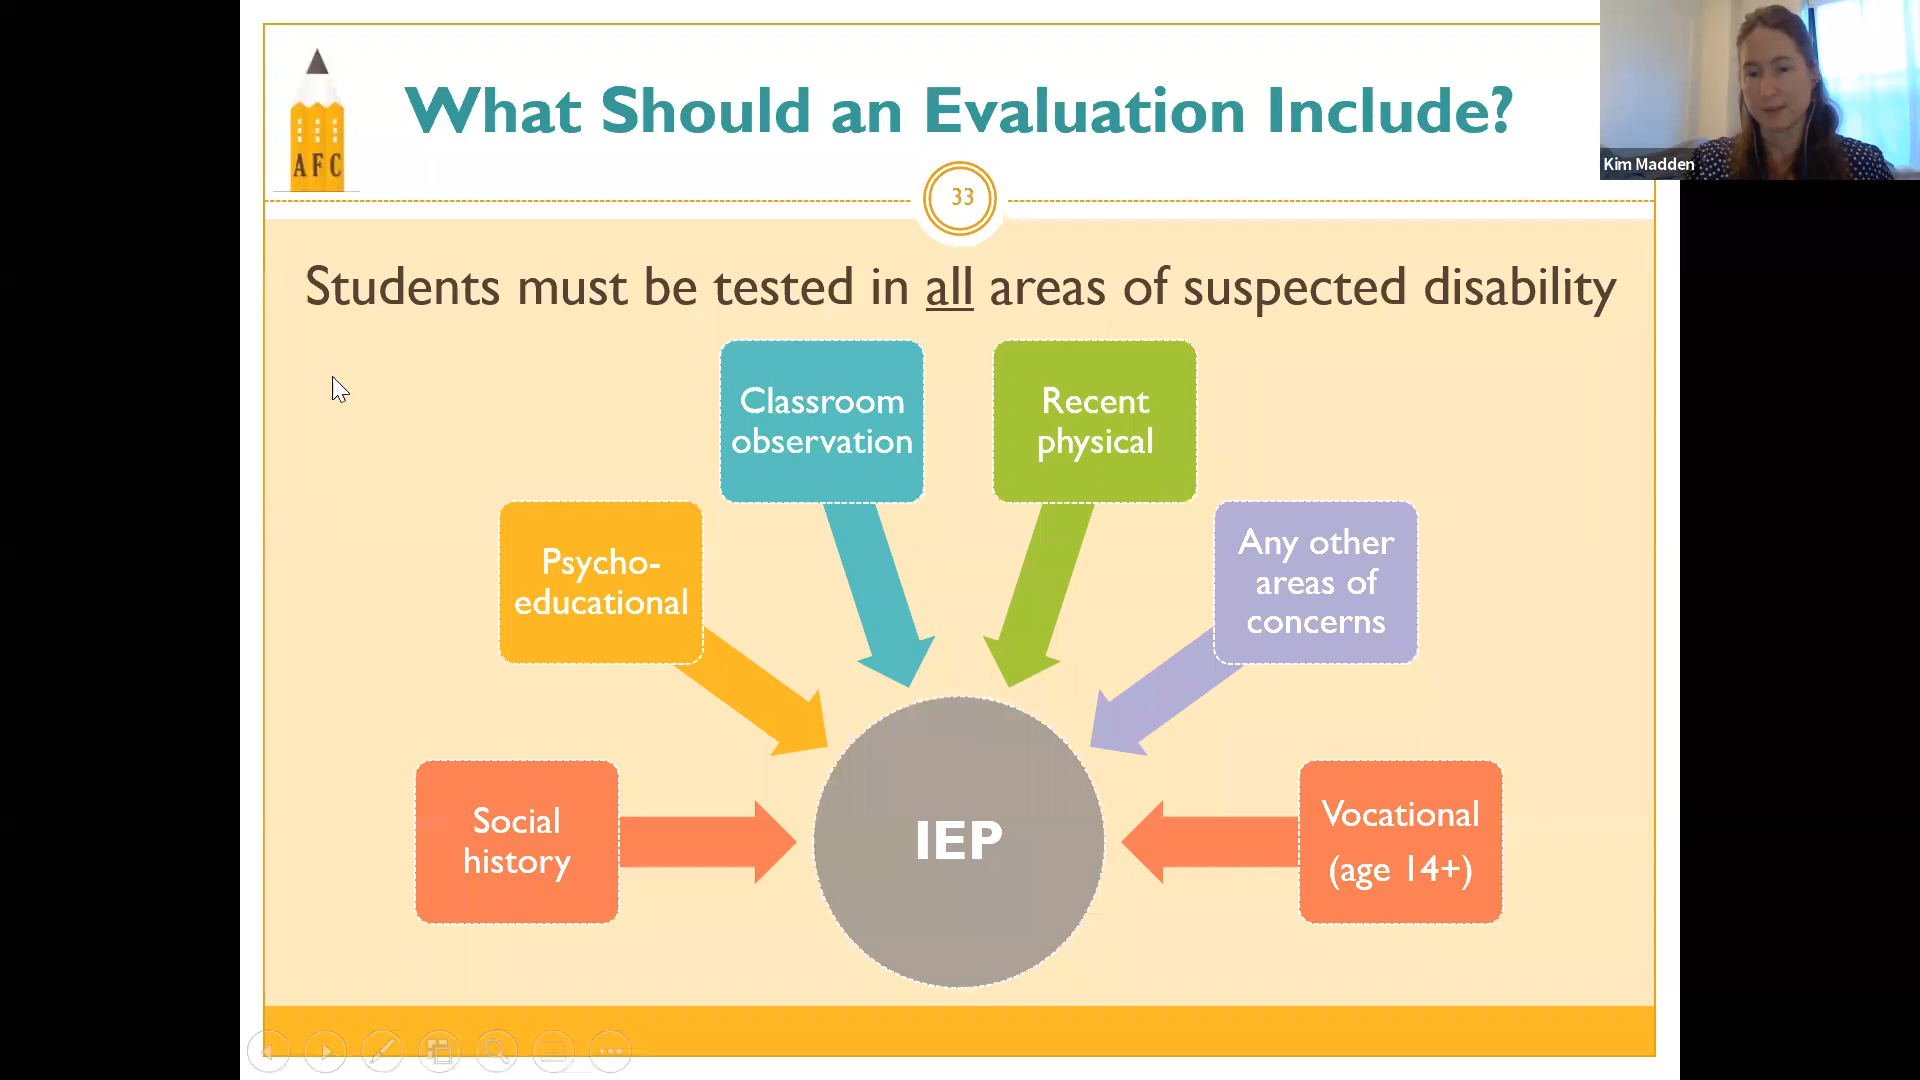 What Should an Evaluation Include?
Kim Madden
AFC
33
Students must be tested in all areas of suspected disability
Classroom
observation
Recent
physical
Psycho-
educational
Any other
areas of
concerns
Social
history
IEP
Vocational
(age 14+)